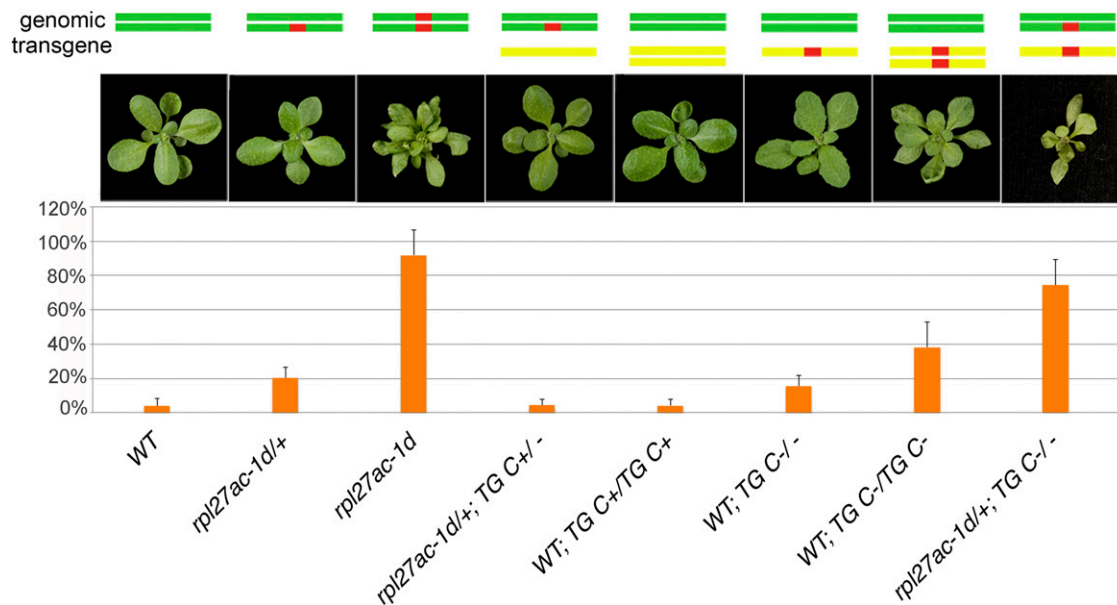 genomic
transgene
120%
100%
80%
60%
40%
20%
0%
WT
rpl27ac-1d/+
rpl27ac-1d
rpl27ac-1d/+; TG C+/ -
WT; TG C+/TG C+
WT; TG C-/ -
WT; TG C-/TG C-
rpl27ac-1d/+; TG C-/ -